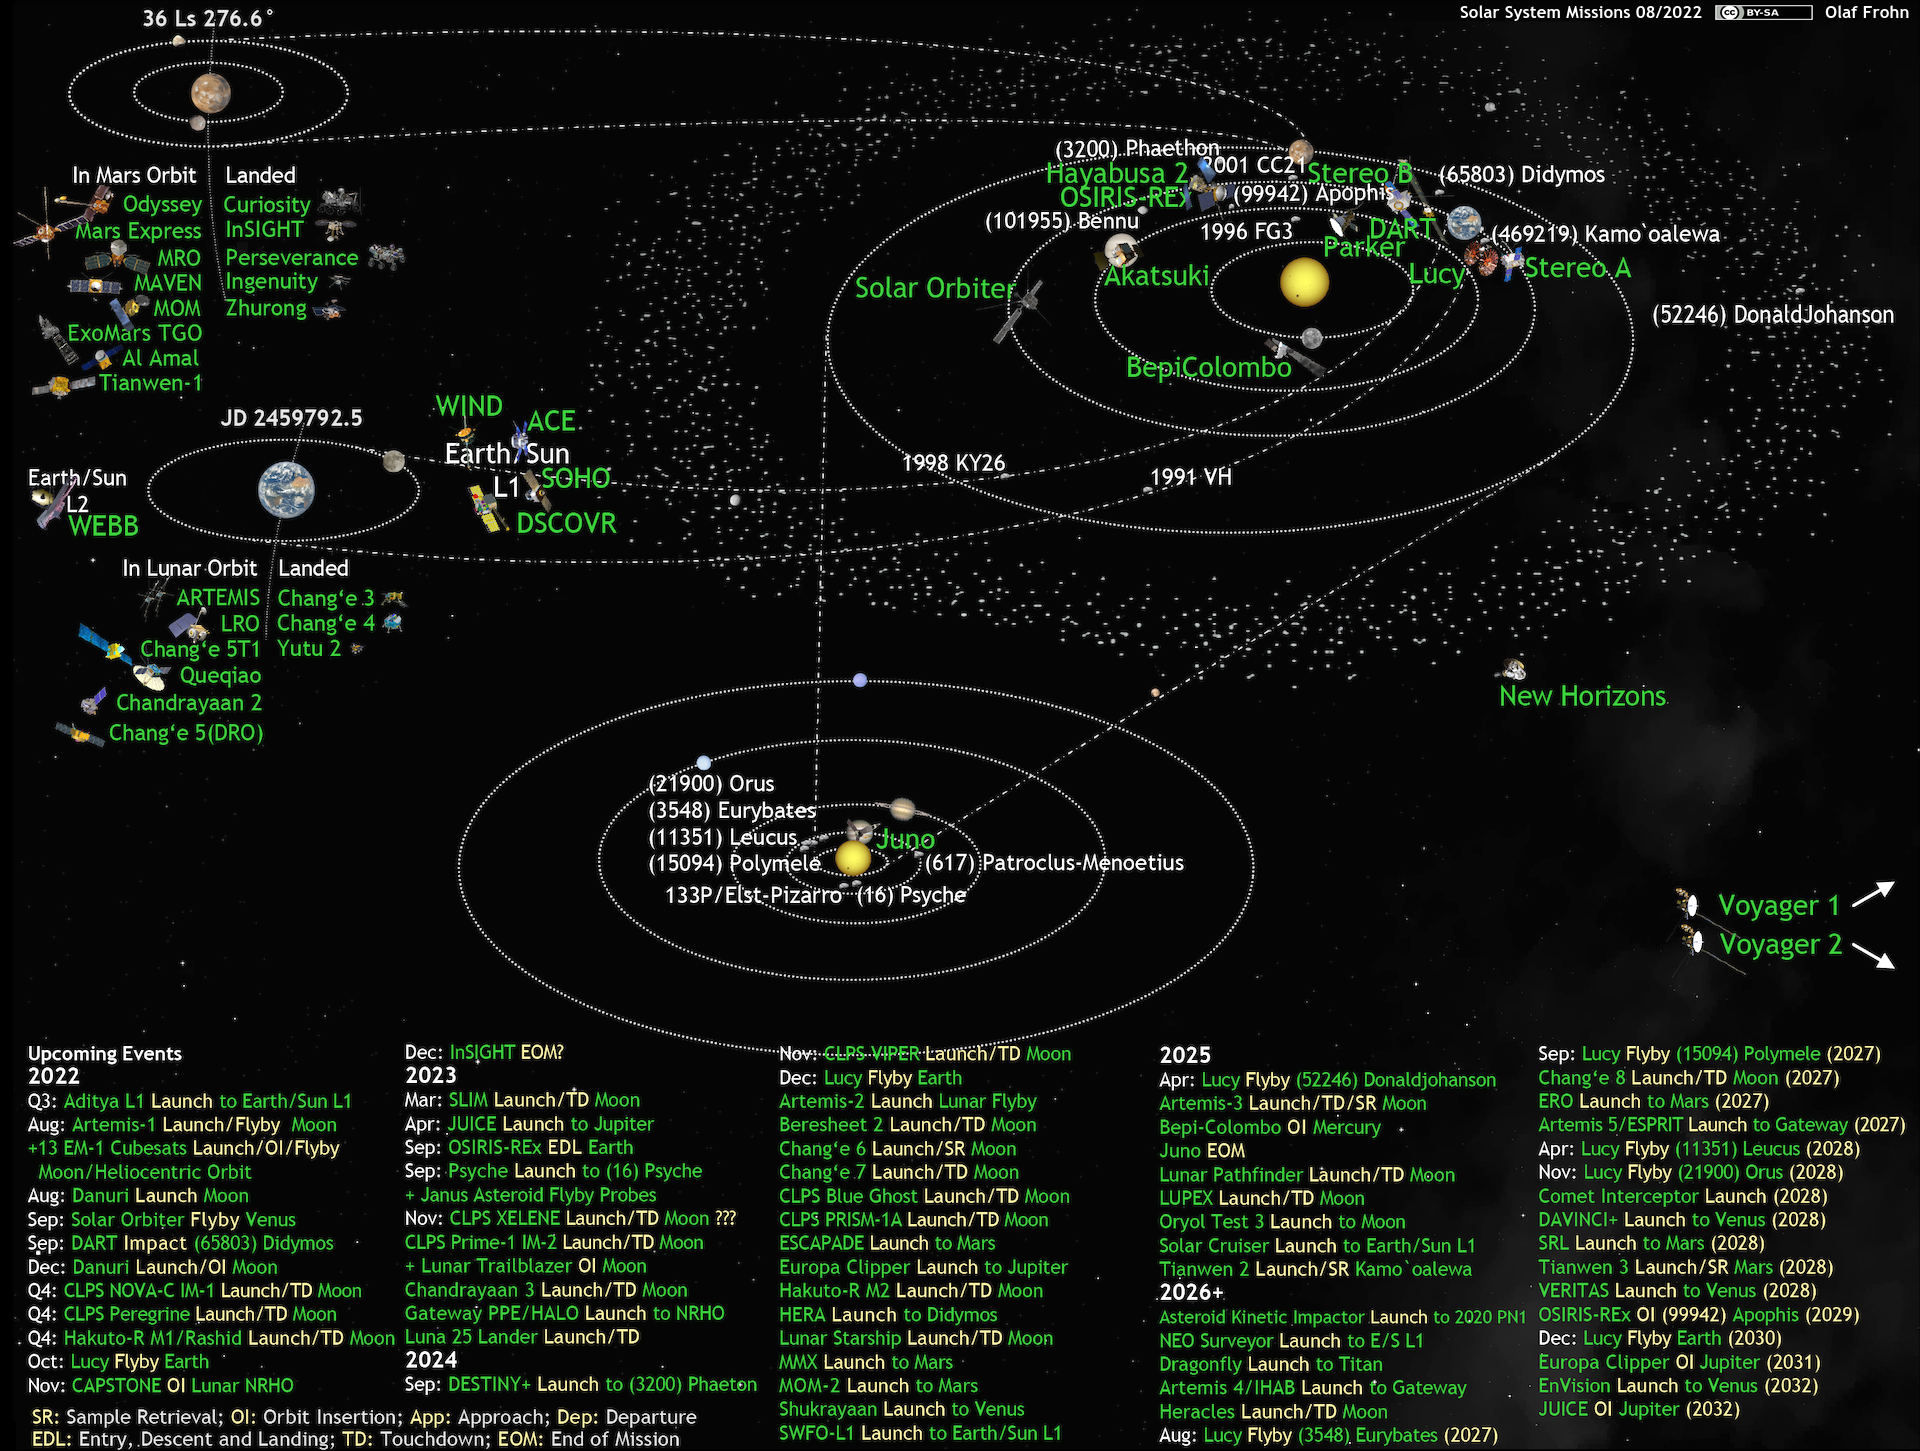 36 Ls 276.6°
Solar System Missions 08/2022 CC BY-SA Olaf Frohn
In Mars Orbit Landed
Odyssey Curiosity
Mars Express InSIGHT
MRO Perseverance
MAVEN Ingenuity
MOM Zhurong
ExoMars TGO
Al Amal
Tianwen-1
(3200) Phaethon
2001 CC21
Hayabusa 2
Stereo B
(65803) Didymos
OSIRIS-REx
(99942) Apophis
(101955) Bennu
1996 FG3
DART
(469219) Kamo`oalewa
Parker
Akatsuki
Lucy
Stereo A
Solar Orbiter
(52246) DonaldJohanson
BepiColombo
1998 KY26
1991 VH
JD 2459792.5
WIND
ACE
Earth/Sun
L1
SOHO
DSCOVR
Earth/Sun
L2
WEBB
In Lunar Orbit Landed
ARTEMIS Chang‘e 3
LRO Chang‘e 4
Chang‘e 5T1 Yutu 2
Queqiao
Chandrayaan 2
Chang‘e 5(DRO)
New Horizons
(21900) Orus
(3548) Eurybates
(11351) Leucus
Juno
(15094) Polymele
(617) Patroclus-Menoetius
133P/Elst-Pizarro (16) Psyche
Voyager 1
Voyager 2
Upcoming Events
2022
Q3: Aditya L1 Launch to Earth/Sun L1
Aug: Artemis-1 Launch/Flyby Moon
+13 EM-1 Cubesats Launch/OI/Flyby
Moon/Heliocentric Orbit
Aug: Danuri Launch Moon
Sep: Solar Orbiter Flyby Venus
Sep: DART Impact (65803) Didymos
Dec: Danuri Launch/OI Moon
Q4: CLPS NOVA-C IM-1 Launch/TD Moon
Q4: CLPS Peregrine Launch/TD Moon
Q4: Hakuto-R M1/Rashid Launch/TD Moon
Oct: Lucy Flyby Earth
Nov: CAPSTONE OI Lunar NRHO
Dec: InSIGHT EOM?
2023
Mar: SLIM Launch/TD Moon
Apr: JUICE Launch to Jupiter
Sep: OSIRIS-REx EDL Earth
Sep: Psyche Launch to (16) Psyche
+ Janus Asteroid Flyby Probes
Nov: CLPS XELENE Launch/TD Moon ???
CLPS Prime-1 IM-2 Launch/TD Moon
+ Lunar Trailblazer OI Moon
Chandrayaan 3 Launch/TD Moon
Gateway PPE/HALO Launch to NRHO
Luna 25 Lander Launch/TD
2024
Sep: DESTINY+ Launch to (3200) Phaeton
Nov: CLPS VIPER Launch/TD Moon
Dec: Lucy Flyby Earth
Artemis-2 Launch Lunar Flyby
Beresheet 2 Launch/TD Moon
Chang‘e 6 Launch/SR Moon
Chang‘e 7 Launch/TD Moon
CLPS Blue Ghost Launch/TD Moon
CLPS PRISM-1A Launch/TD Moon
ESCAPADE Launch to Mars
Europa Clipper Launch to Jupiter
Hakuto-R M2 Launch/TD Moon
HERA Launch to Didymos
Lunar Starship Launch/TD Moon
MMX Launch to Mars
MOM-2 Launch to Mars
Shukrayaan Launch to Venus
SWFO-L1 Launch to Earth/Sun L1
2025
Apr: Lucy Flyby (52246) Donaldjohanson
Artemis-3 Launch/TD/SR Moon
Bepi-Colombo OI Mercury
Juno EOM
Lunar Pathfinder Launch/TD Moon
LUPEX Launch/TD Moon
Oryol Test 3 Launch to Moon
Solar Cruiser Launch to Earth/Sun L1
Tianwen 2 Launch/SR Kamo`oalewa
2026+
Asteroid Kinetic Impactor Launch to 2020 PN1
NEO Surveyor Launch to E/S L1
Dragonfly Launch to Titan
Artemis 4/IHAB Launch to Gateway
Heracles Launch/TD Moon
Aug: Lucy Flyby (3548) Eurybates (2027)
Sep: Lucy Flyby (15094) Polymele (2027)
Chang‘e 8 Launch/TD Moon (2027)
ERO Launch to Mars (2027)
Artemis 5/ESPRIT Launch to Gateway (2027)
Apr: Lucy Flyby (11351) Leucus (2028)
Nov: Lucy Flyby (21900) Orus (2028)
Comet Interceptor Launch (2028)
DAVINCI+ Launch to Venus (2028)
SRL Launch to Mars (2028)
Tianwen 3 Launch/SR Mars (2028)
VERITAS Launch to Venus (2028)
OSIRIS-REx OI (99942) Apophis (2029)
Dec: Lucy Flyby Earth (2030)
Europa Clipper OI Jupiter (2031)
EnVision Launch to Venus (2032)
JUICE OI Jupiter (2032)
SR: Sample Retrieval; OI: Orbit Insertion; App: Approach; Dep: Departure
EDL: Entry, Descent and Landing; TD: Touchdown; EOM: End of Mission